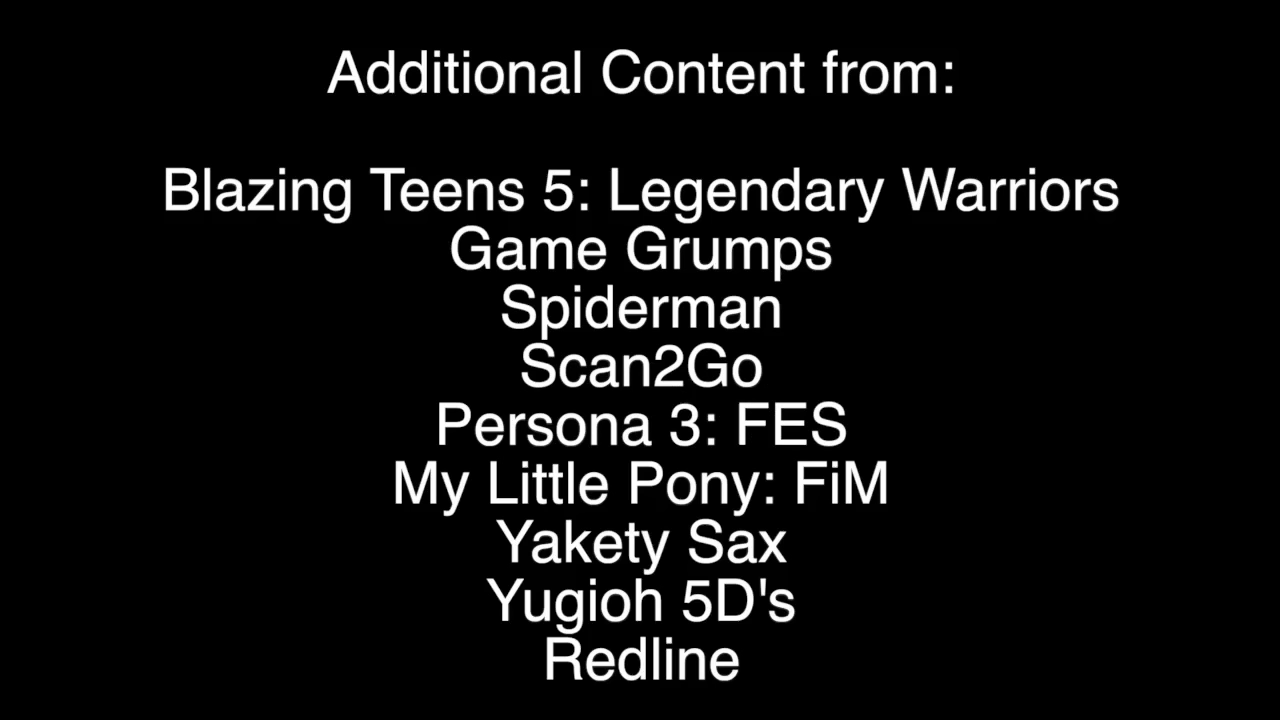 Additional Content from:
Blazing Teens 5: Legendary Warriors
Game Grumps
Spiderman
Scan2Go
Persona 3: FES
My Little Pony: FiM
Yakety Sax
Yugioh 5D's
Redline